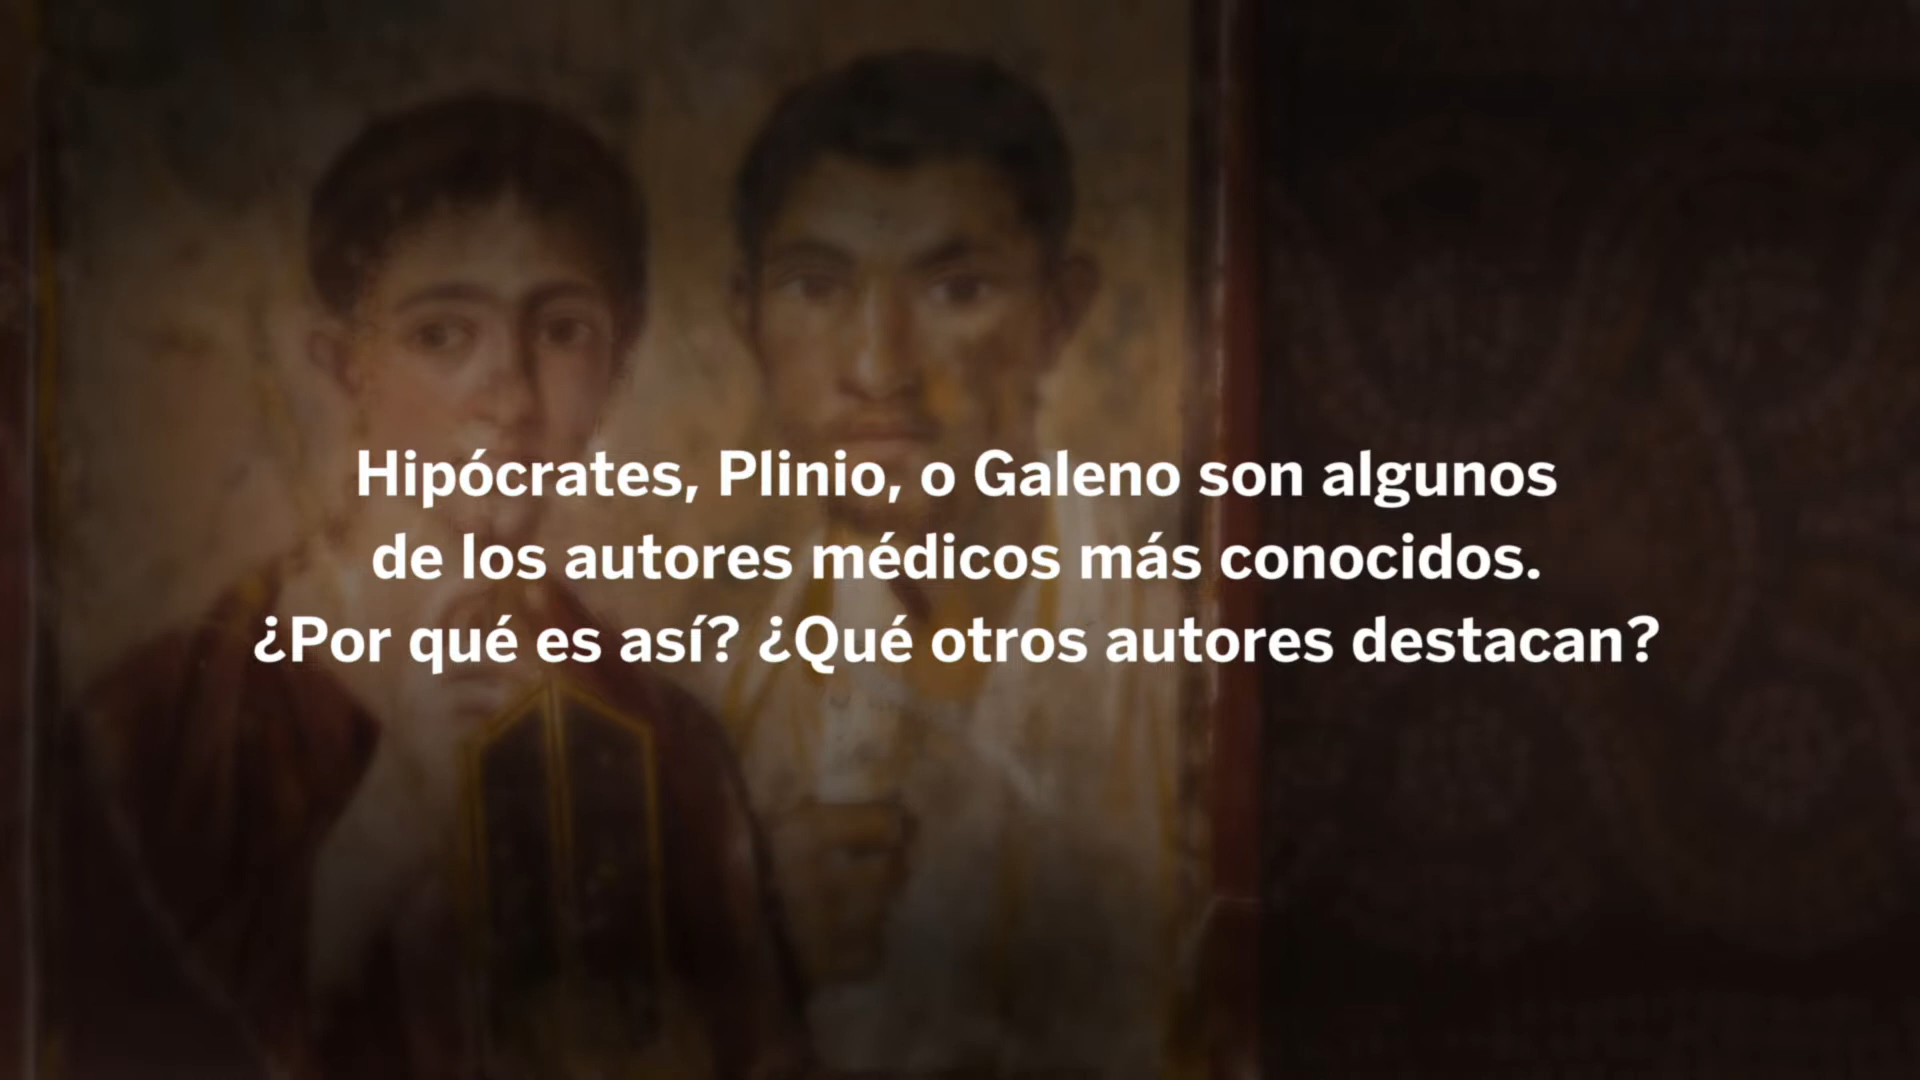 Hipócrates, Plinio, o Galeno son algunos
de los autores médicos más conocidos.
¿Por qué es así? ¿Qué otros autores destacan?